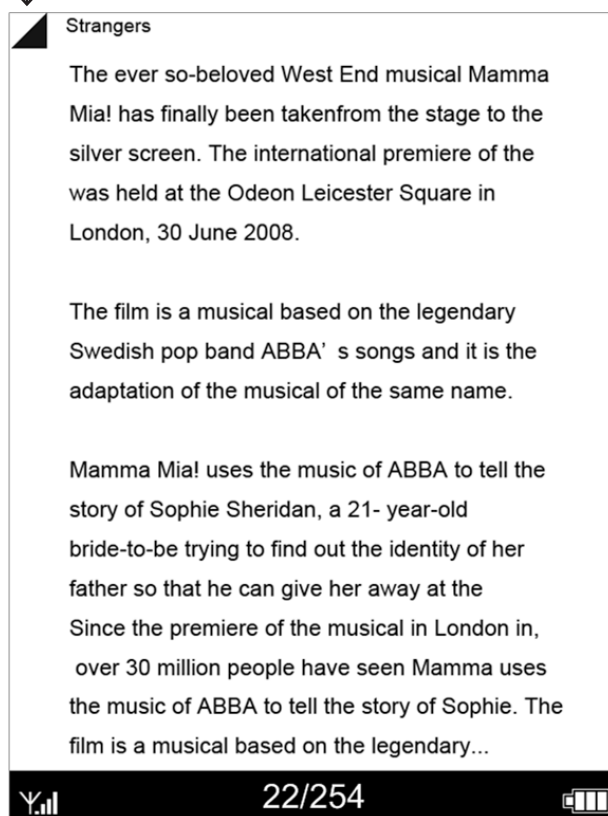 Strangers
The ever so-beloved West End musical Mamma
Mia! has finally been takenfrom the stage to the
silver screen. The international premiere of the
was held at the Odeon Leicester Square in
London, 30 June 2008.
The film is a musical based on the legendary
Swedish pop band ABBA’ s songs and it is the
adaptation of the musical of the same name.
Mamma Mia! uses the music of ABBA to tell the
story of Sophie Sheridan, a 21- year-old
bride-to-be trying to find out the identity of her
father so that he can give her away at the
Since the premiere of the musical in London in,
over 30 million people have seen Mamma uses
the music of ABBA to tell the story of Sophie. The
film is a musical based on the legendary...
22/254